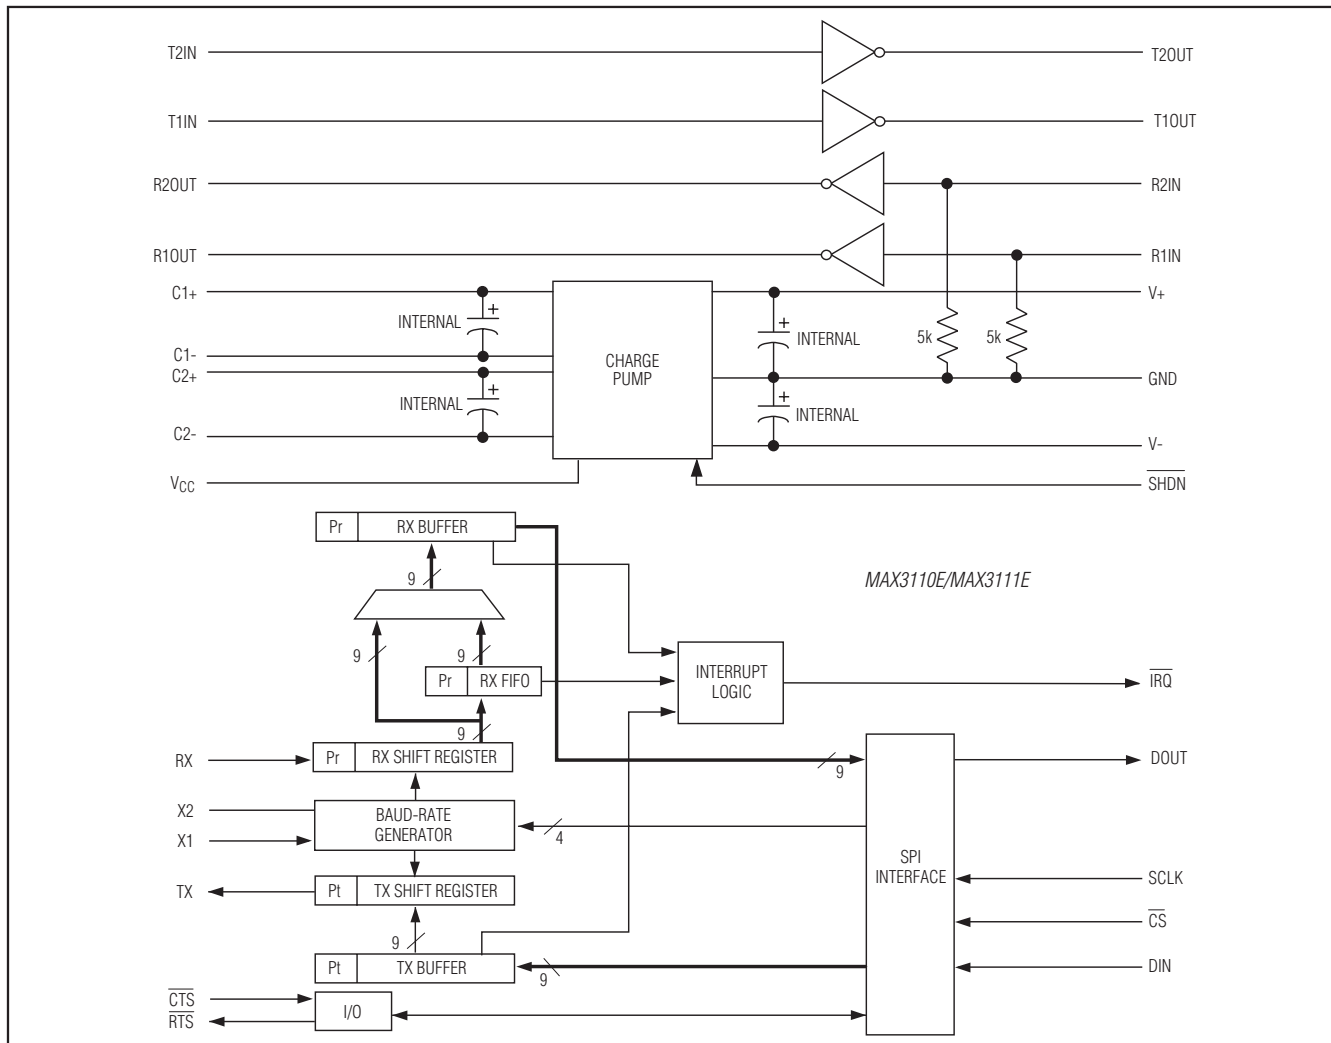 T2IN
T2OUT
T1IN
T1OUT
R2OUT
R2IN
R1OUT
R1IN
C1+
V+
+
INTERNAL
+
INTERNAL
5k
5k
C1-
C2+
CHARGE
PUMP
GND
+
INTERNAL
+
INTERNAL
C2-
V-
VCC
SHDN
Pr
RX BUFFER
9
MAX3110E/MAX3111E
9
9
Pr
RX FIFO
INTERRUPT
LOGIC
IRQ
9
RX
Pr
RX SHIFT REGISTER
9
DOUT
X2
X1
BAUD-RATE
GENERATOR
4
SPI
INTERFACE
TX
Pt
TX SHIFT REGISTER
SCLK
CS
9
Pt
TX BUFFER
9
DIN
CTS
RTS
I/O